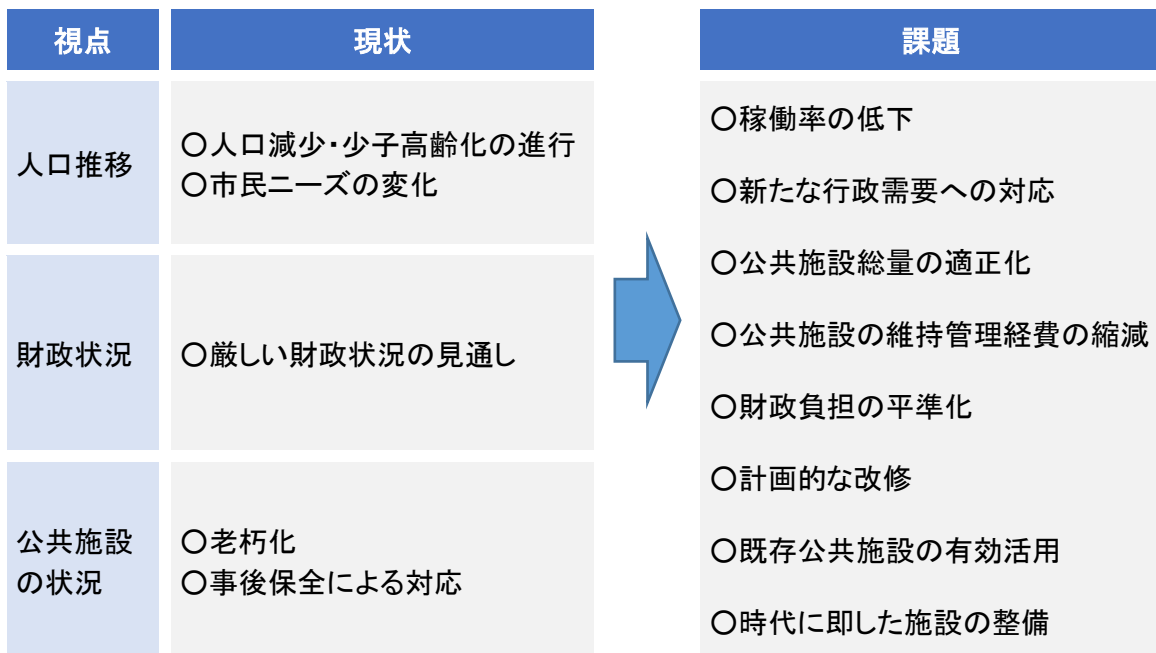 視点
現状
課題
人口推移
〇人口減少・少子高齢化の進行
〇市民ニーズの変化
財政状況
〇厳しい財政状況の見通し
公共施設
の状況
〇老朽化
〇事後保全による対応
〇稼働率の低下
〇新たな行政需要への対応
〇公共施設総量の適正化
〇公共施設の維持管理経費の縮減
〇財政負担の平準化
〇計画的な改修
〇既存公共施設の有効活用
〇時代に即した施設の整備